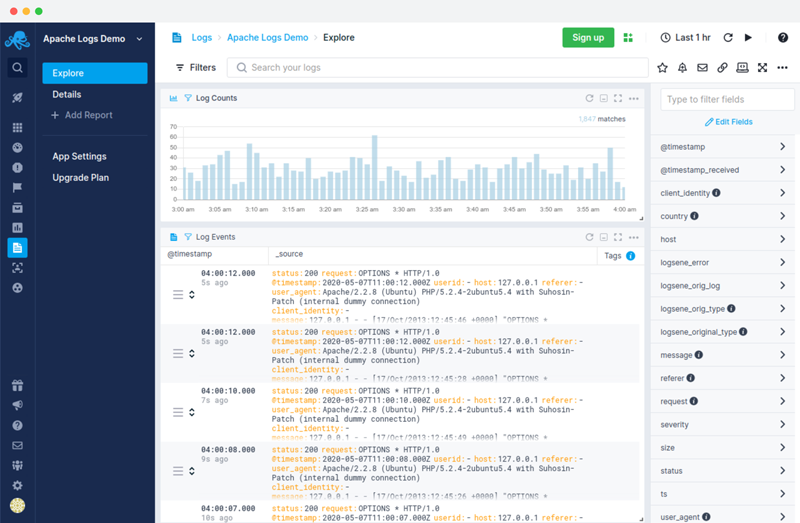 Apache Logs Demo
Explore
Details
Add Report
App Settings
Upgrade Plan
Logs > Apache Logs Demo > Explore
Sign up
Last 1 hr
Filters
Search your logs
Log Counts
1,847 matches
70
60
50
40
30
20
10
0
3:00 am 3:05 am 3:10 am 3:15 am 3:20 am 3:25 am 3:30 am 3:35 am 3:40 am 3:45 am 3:50 am 3:55 am 4:00 am
Log Events
@timestamp _source Tags
04:00:12.000
5s ago
status:200 request:OPTIONS * HTTP/1.0
@timestamp:2020-05-07T11:00:12.000Z userid:- host:127.0.0.1 referer:-
user_agent:Apache/2.2.8 (Ubuntu) PHP/5.2.4-2ubuntu5.4 with Suhosin-
Patch (internal dummy connection)
client_identity:-
message:127.0.0.1 - - [17/Oct/2013:12:45:46 +0000] "OPTIONS *
04:00:12.000
5s ago
status:200 request:OPTIONS * HTTP/1.0
@timestamp:2020-05-07T11:00:12.000Z userid:- host:127.0.0.1 referer:-
user_agent:Apache/2.2.8 (Ubuntu) PHP/5.2.4-2ubuntu5.4 with Suhosin-
Patch (internal dummy connection)
client_identity:-
message:127.0.0.1 - - [17/Oct/2013:12:45:28 +0000] "OPTIONS *
04:00:10.000
7s ago
status:200 request:OPTIONS * HTTP/1.0
@timestamp:2020-05-07T11:00:10.000Z userid:- host:127.0.0.1 referer:-
user_agent:Apache/2.2.8 (Ubuntu) PHP/5.2.4-2ubuntu5.4 with Suhosin-
Patch (internal dummy connection)
client_identity:-
message:127.0.0.1 - - [17/Oct/2013:12:45:49 +0000] "OPTIONS *
04:00:08.000
9s ago
status:200 request:OPTIONS * HTTP/1.0
@timestamp:2020-05-07T11:00:08.000Z userid:- host:127.0.0.1 referer:-
user_agent:Apache/2.2.8 (Ubuntu) PHP/5.2.4-2ubuntu5.4 with Suhosin-
Patch (internal dummy connection)
client_identity:-
message:127.0.0.1 - - [17/Oct/2013:12:45:26 +0000] "OPTIONS *
04:00:07.000
10s ago
status:200 request:OPTIONS * HTTP/1.0
@timestamp:2020-05-07T11:00:07.000Z userid:- host:127.0.0.1 referer:-
Type to filter fields
Edit Fields
@timestamp
@timestamp_received
client_identity
country
host
logsene_error
logsene_orig_log
logsene_orig_type
logsene_original_type
message
referer
request
severity
size
status
ts
user_agent